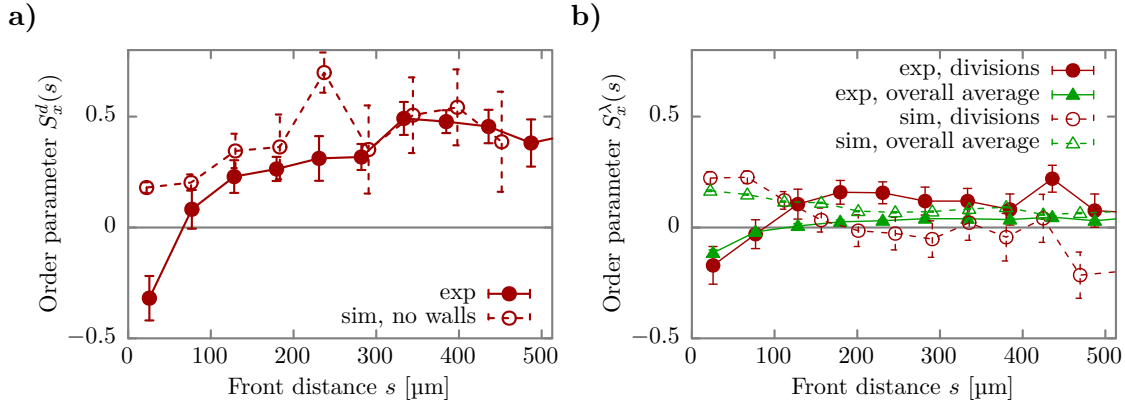 a)
Order parameter S_x^d(s)
0.5
0
−0.5
exp
sim, no walls
0 100 200 300 400 500
Front distance s [µm]
b)
Order parameter S_x^λ(s)
0.5
0
−0.5
exp, divisions
exp, overall average
sim, divisions
sim, overall average
0 100 200 300 400 500
Front distance s [µm]